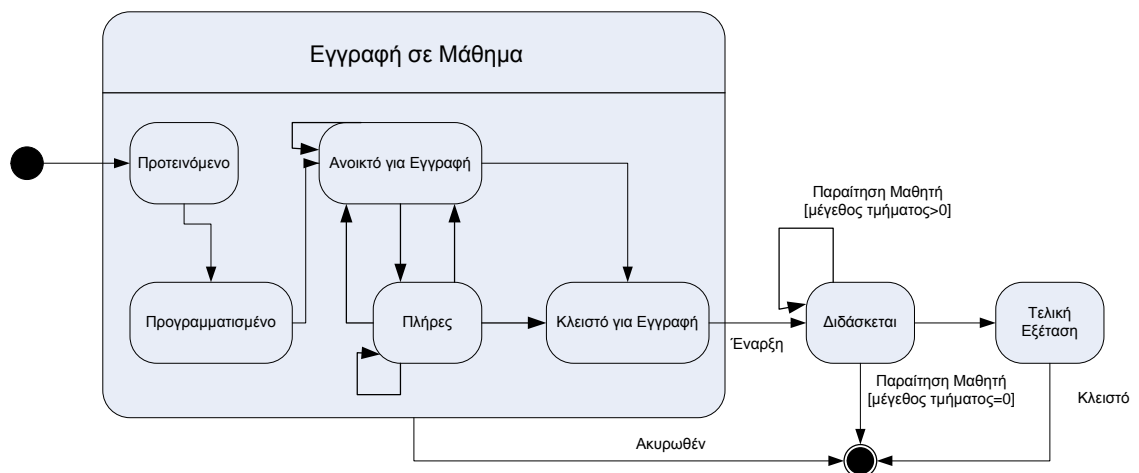 Εγγραφή σε Μάθημα
Προτεινόμενο
Ανοικτό για Εγγραφή
Παραίτηση Μαθητή
[μέγεθος τμήματος>0]
Προγραμματισμένο
Πλήρες
Κλειστό για Εγγραφή
Έναρξη
Διδάσκεται
Τελική
Εξέταση
Παραίτηση Μαθητή
[μέγεθος τμήματος=0]
Κλειστό
Ακυρωθέν